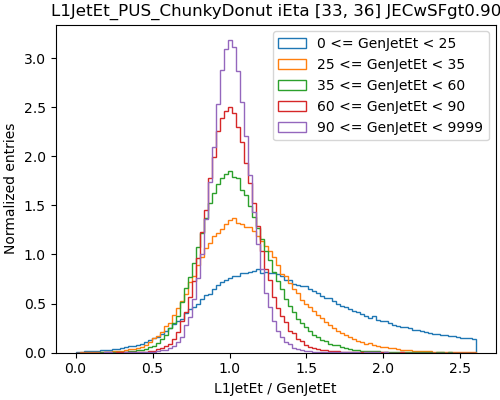 L1JetEt_PUS_ChunkyDonut iEta [33, 36] JECwSFgt0.90
0 <= GenJetEt < 25
25 <= GenJetEt < 35
35 <= GenJetEt < 60
60 <= GenJetEt < 90
90 <= GenJetEt < 9999
Normalized entries
3.0
2.5
2.0
1.5
1.0
0.5
0.0
0.0 0.5 1.0 1.5 2.0 2.5
L1JetEt / GenJetEt